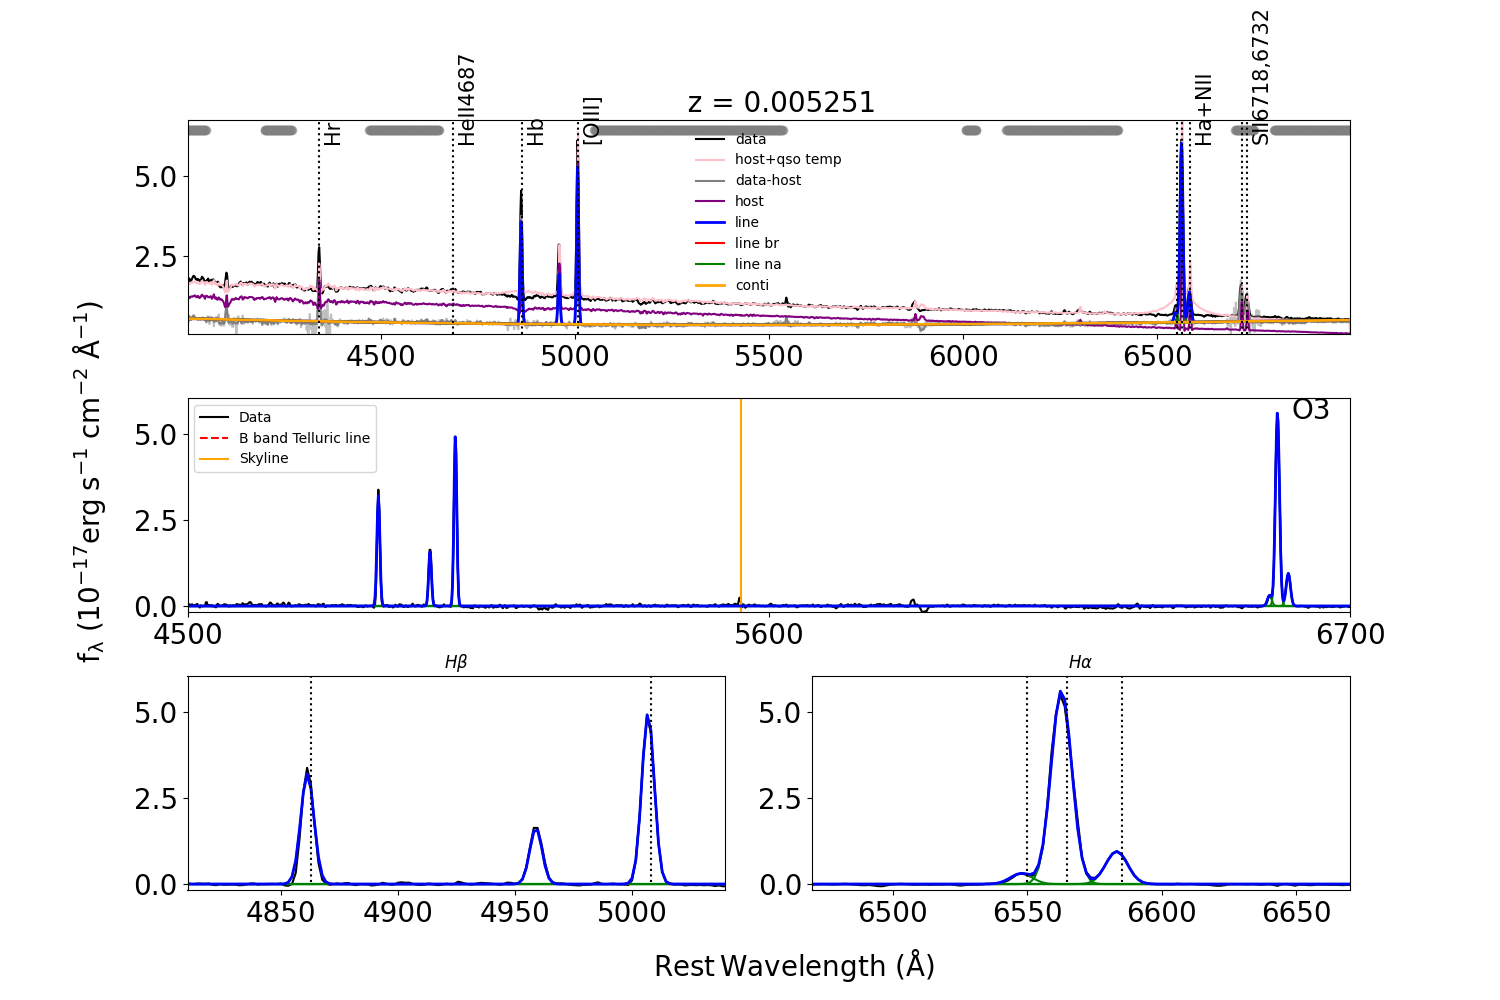 z = 0.005251
Hr
HeII4687
Hb
[OIII]
Ha+NII
SII6718,6732
data
host+qso temp
data-host
host
line
line br
line na
conti
5.0
2.5
4500 5000 5500 6000 6500
Data
B band Telluric line
Skyline
O3
5.0
2.5
0.0
4500 5600 6700
fλ (10⁻¹⁷erg s⁻¹ cm⁻² Å⁻¹)
Hβ
5.0
2.5
0.0
4850 4900 4950 5000
Hα
5.0
2.5
0.0
6500 6550 6600 6650
Rest Wavelength (Å)